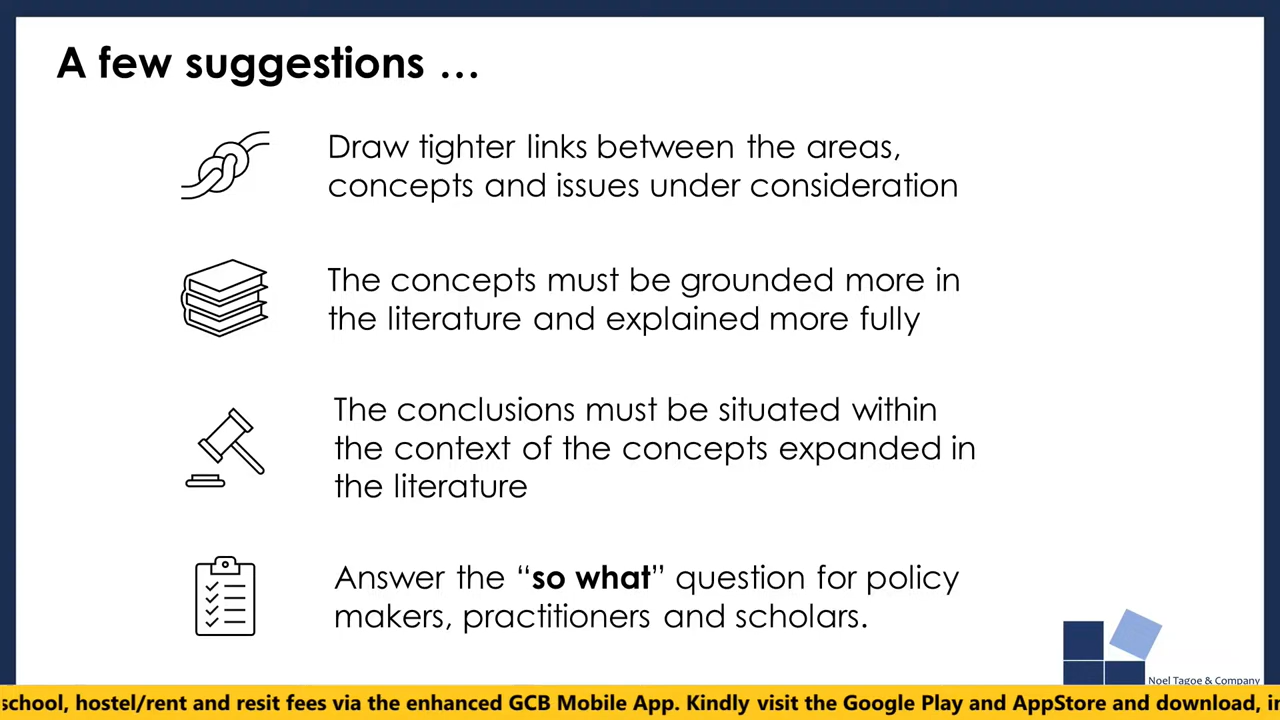 A few suggestions ...
Draw tighter links between the areas,
concepts and issues under consideration
The concepts must be grounded more in
the literature and explained more fully
The conclusions must be situated within
the context of the concepts expanded in
the literature
Answer the “so what” question for policy
makers, practitioners and scholars.
Noel Tagoe & Company
school, hostel/rent and resit fees via the enhanced GCB Mobile App. Kindly visit the Google Play and AppStore and download, i